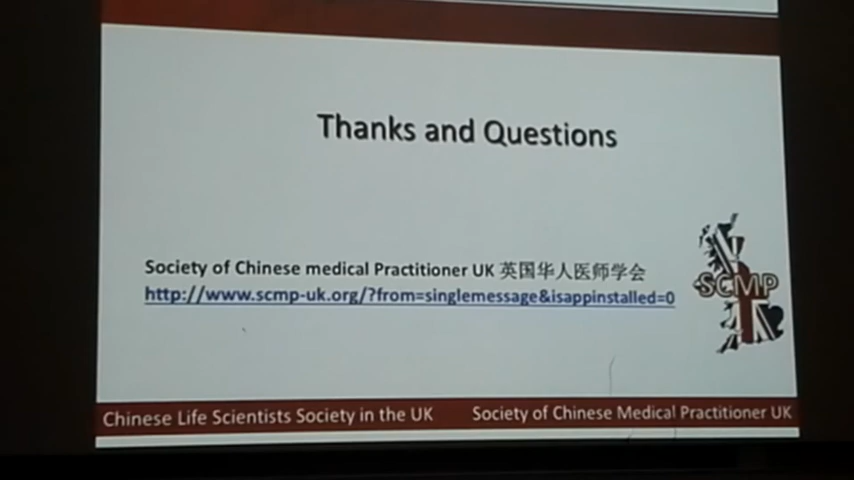 Thanks and Questions
Society of Chinese medical Practitioner UK 英国华人医师学会
http://www.scmp-uk.org/?from=singlemessage&isappinstalled=0
SCMP
Chinese Life Scientists Society in the UK Society of Chinese Medical Practitioner UK